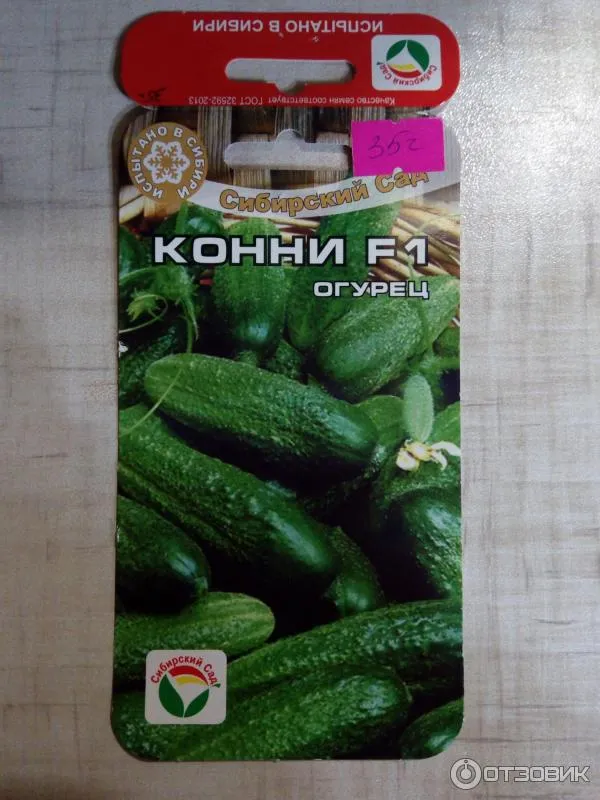 ИСПЫТАНО В СИБИРИ
Сибирский Сад
Качество семян соответствует ГОСТ 32592-2013
35г
ИСПЫТАНО В СИБИРИ
Сибирский Сад
КОННИ F1
ОГУРЕЦ
Сибирский Сад
ОТЗОВИК